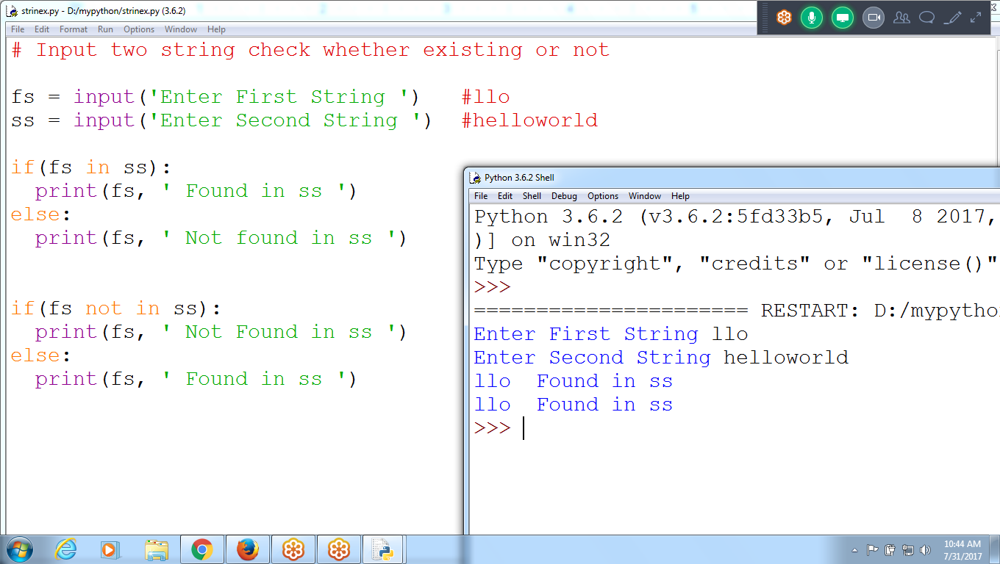 strinex.py - D:/mypython/strinex.py (3.6.2)
File Edit Format Run Options Window Help
# Input two string check whether existing or not
fs = input('Enter First String ') #llo
ss = input('Enter Second String ') #helloworld
if(fs in ss):
print(fs, ' Found in ss ')
else:
print(fs, ' Not found in ss ')
if(fs not in ss):
print(fs, ' Not Found in ss ')
else:
print(fs, ' Found in ss ')
Python 3.6.2 Shell
File Edit Shell Debug Options Window Help
Python 3.6.2 (v3.6.2:5fd33b5, Jul  8 2017,
)] on win32
Type "copyright", "credits" or "license()"
>>>
====================== RESTART: D:/mypytho
Enter First String llo
Enter Second String helloworld
llo  Found in ss
llo  Found in ss
>>>
10:44 AM
7/31/2017